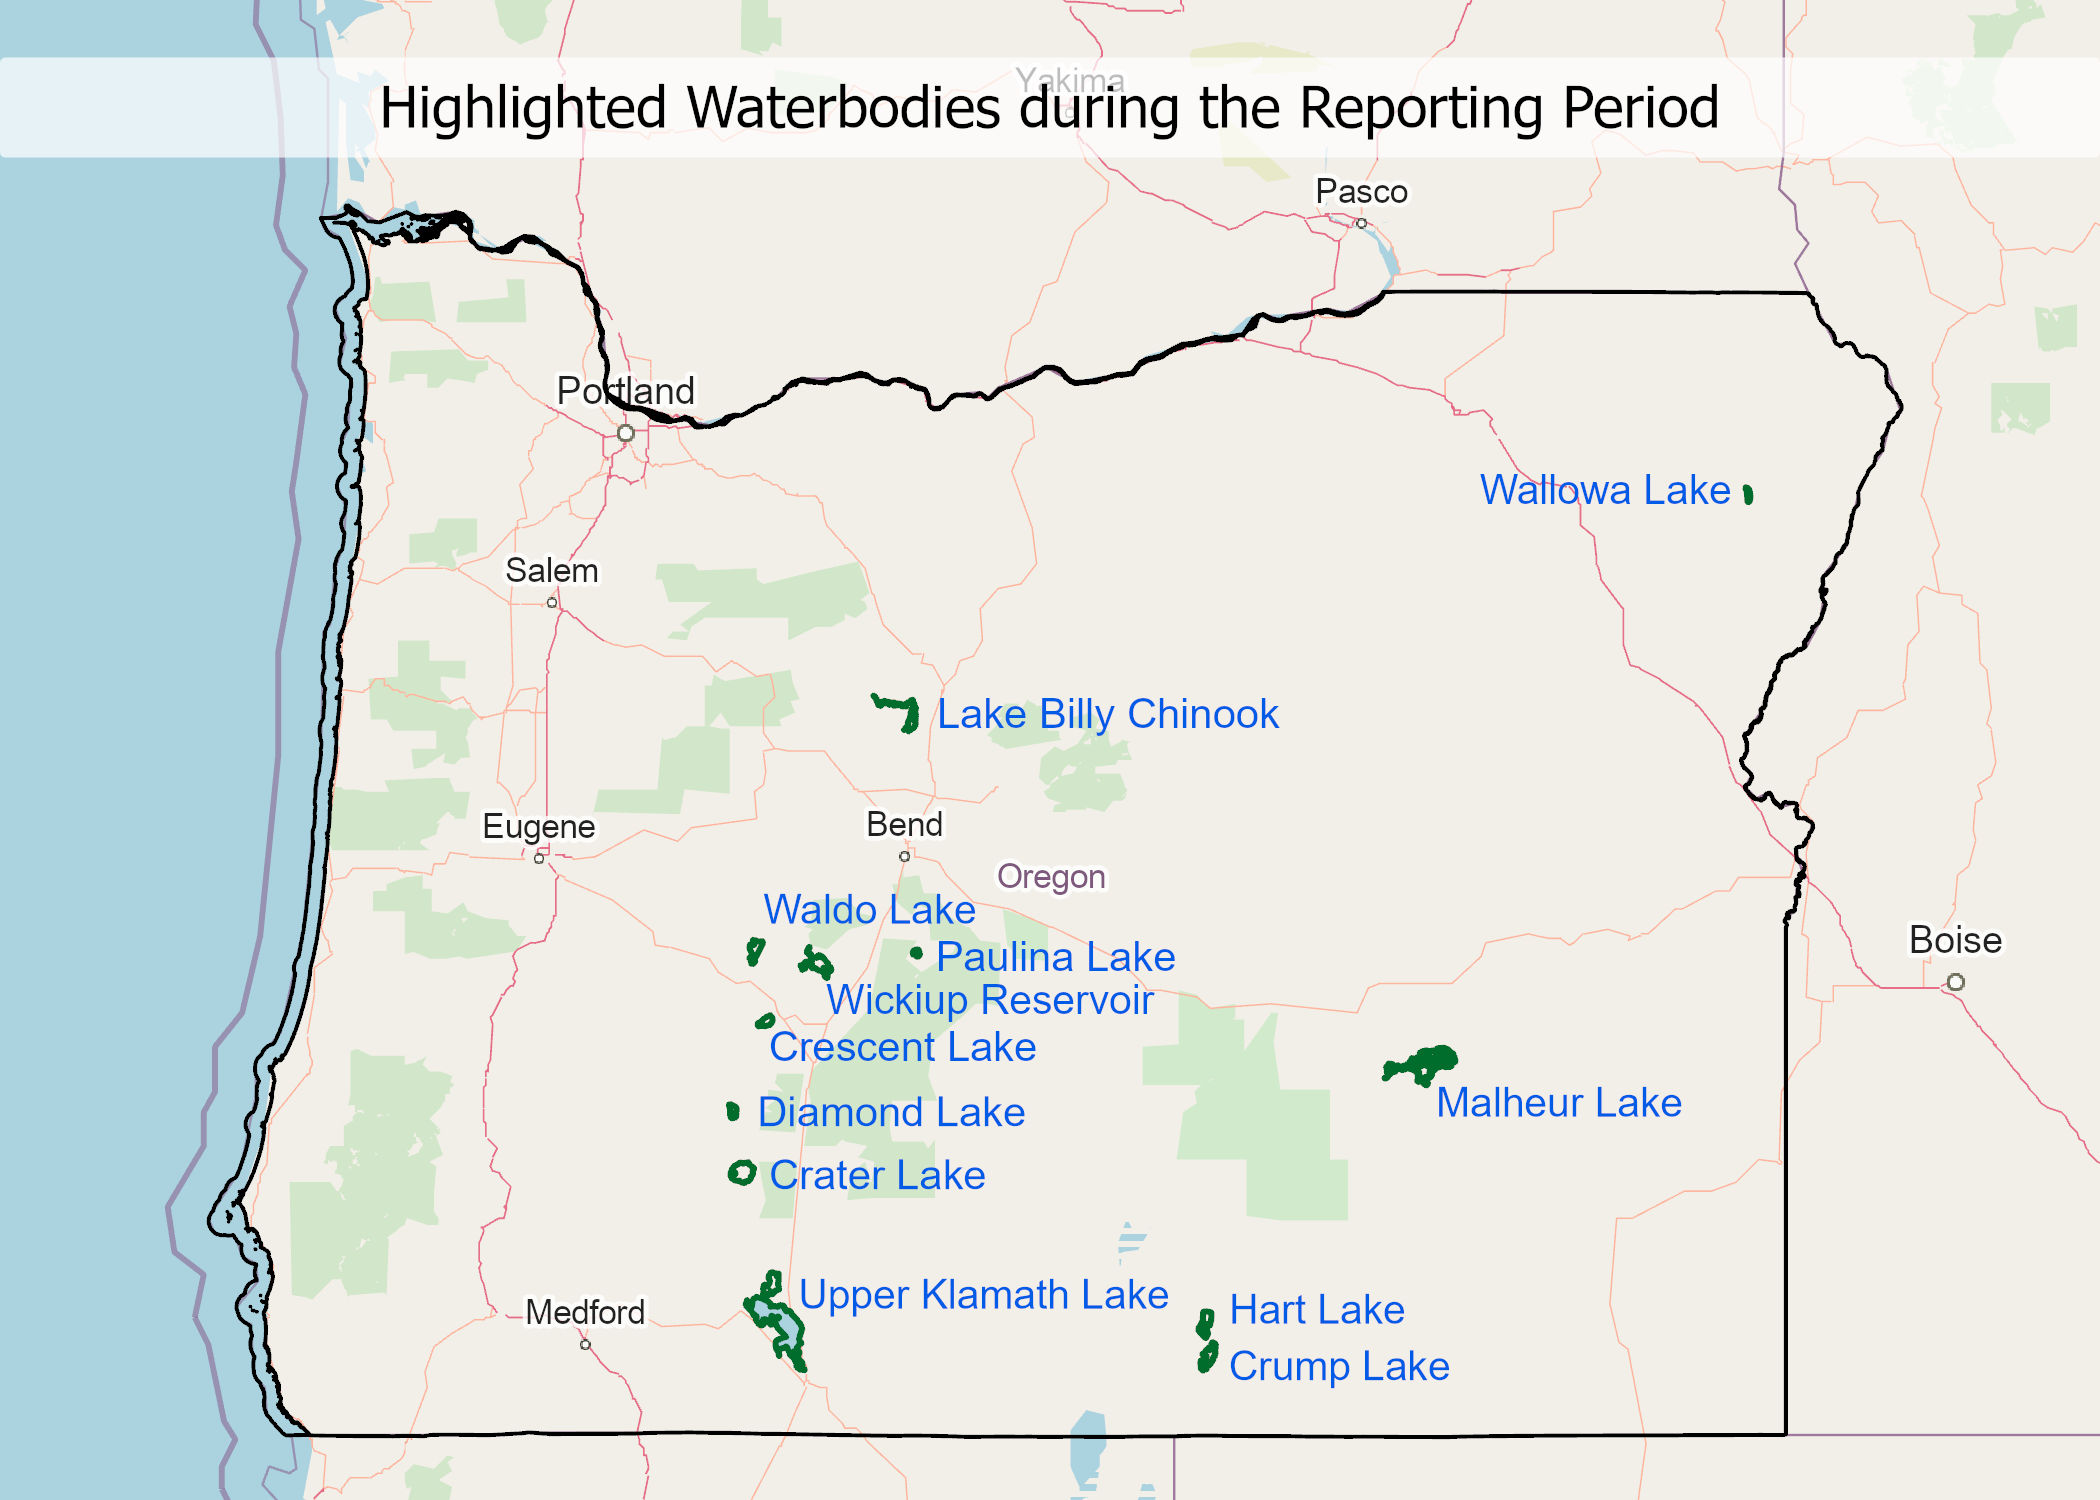 Yakima
Highlighted Waterbodies during the Reporting Period
Pasco
Portland
Wallowa Lake
Salem
Lake Billy Chinook
Eugene
Bend
Oregon
Waldo Lake
Boise
Paulina Lake
Wickiup Reservoir
Crescent Lake
Malheur Lake
Diamond Lake
Crater Lake
Upper Klamath Lake
Hart Lake
Medford
Crump Lake